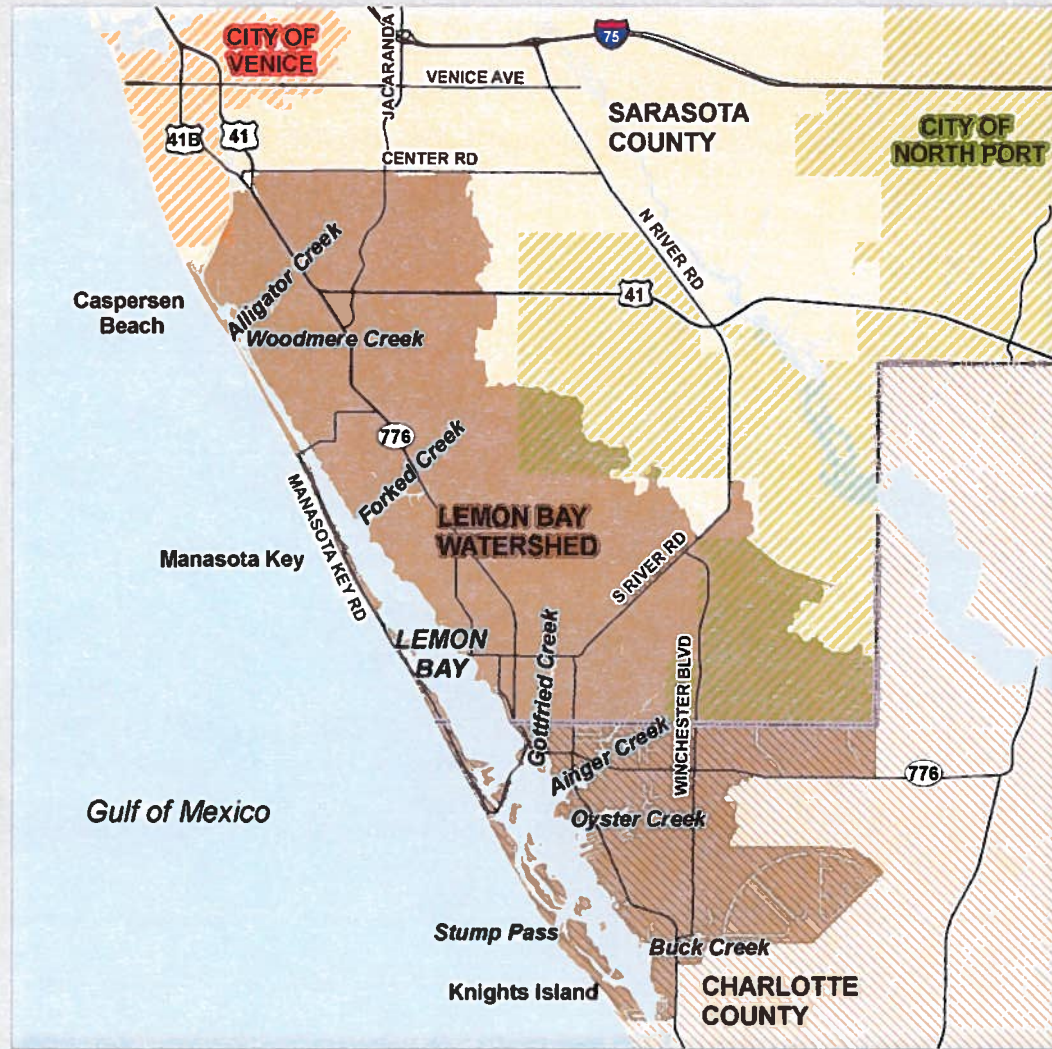 CITY OF
VENICE
JACARANDA
75
VENICE AVE
SARASOTA
COUNTY
CITY OF
NORTH PORT
41B
41
CENTER RD
N RIVER RD
Alligator Creek
Caspersen
Beach
41
Woodmere Creek
776
Forked Creek
MANASOTA KEY RD
LEMON BAY
WATERSHED
Manasota Key
S RIVER RD
LEMON
BAY
Gottfried Creek
WINCHESTER BLVD
Ainger Creek
776
Gulf of Mexico
Oyster Creek
Stump Pass
Buck Creek
Knights Island
CHARLOTTE
COUNTY